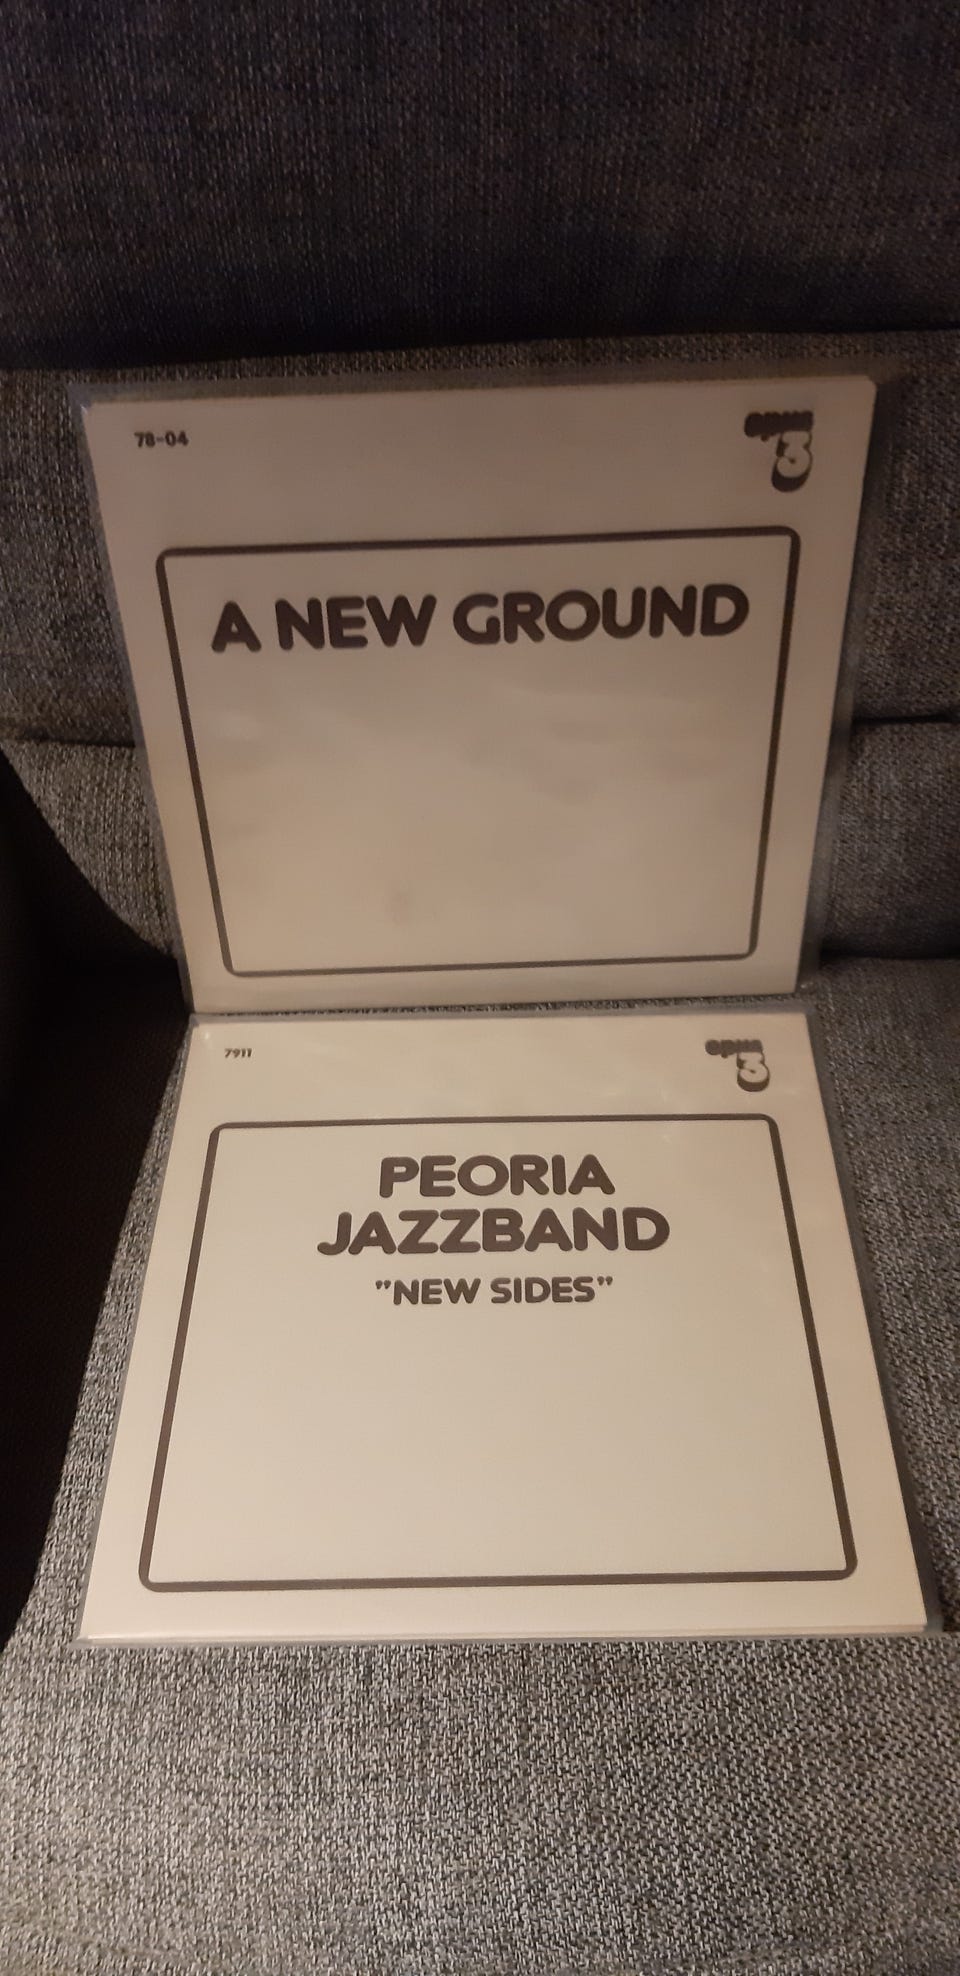 78-04
opus
3
A NEW GROUND
7911
opus
3
PEORIA
JAZZBAND
"NEW SIDES"